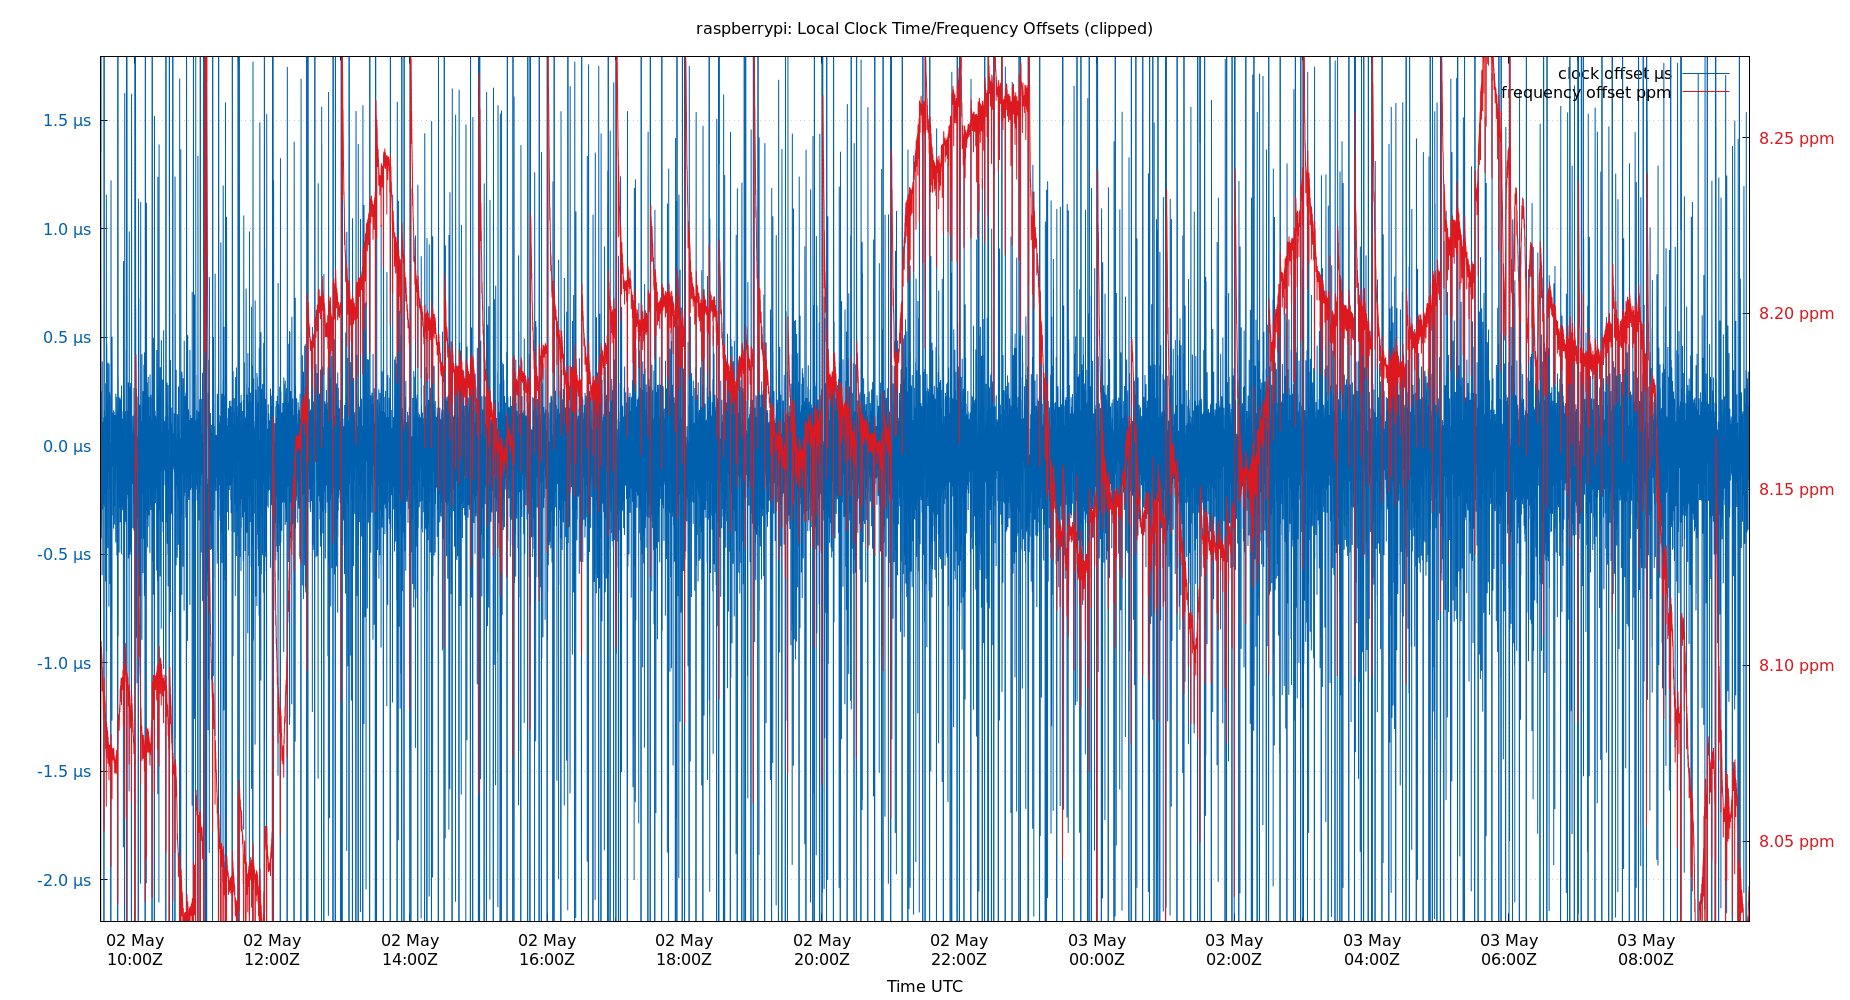 raspberrypi: Local Clock Time/Frequency Offsets (clipped)
clock offset µs
frequency offset ppm
1.5 µs
1.0 µs
0.5 µs
0.0 µs
-0.5 µs
-1.0 µs
-1.5 µs
-2.0 µs
8.25 ppm
8.20 ppm
8.15 ppm
8.10 ppm
8.05 ppm
02 May 02 May 02 May 02 May 02 May 02 May 02 May 03 May 03 May 03 May 03 May 03 May
10:00Z 12:00Z 14:00Z 16:00Z 18:00Z 20:00Z 22:00Z 00:00Z 02:00Z 04:00Z 06:00Z 08:00Z
Time UTC